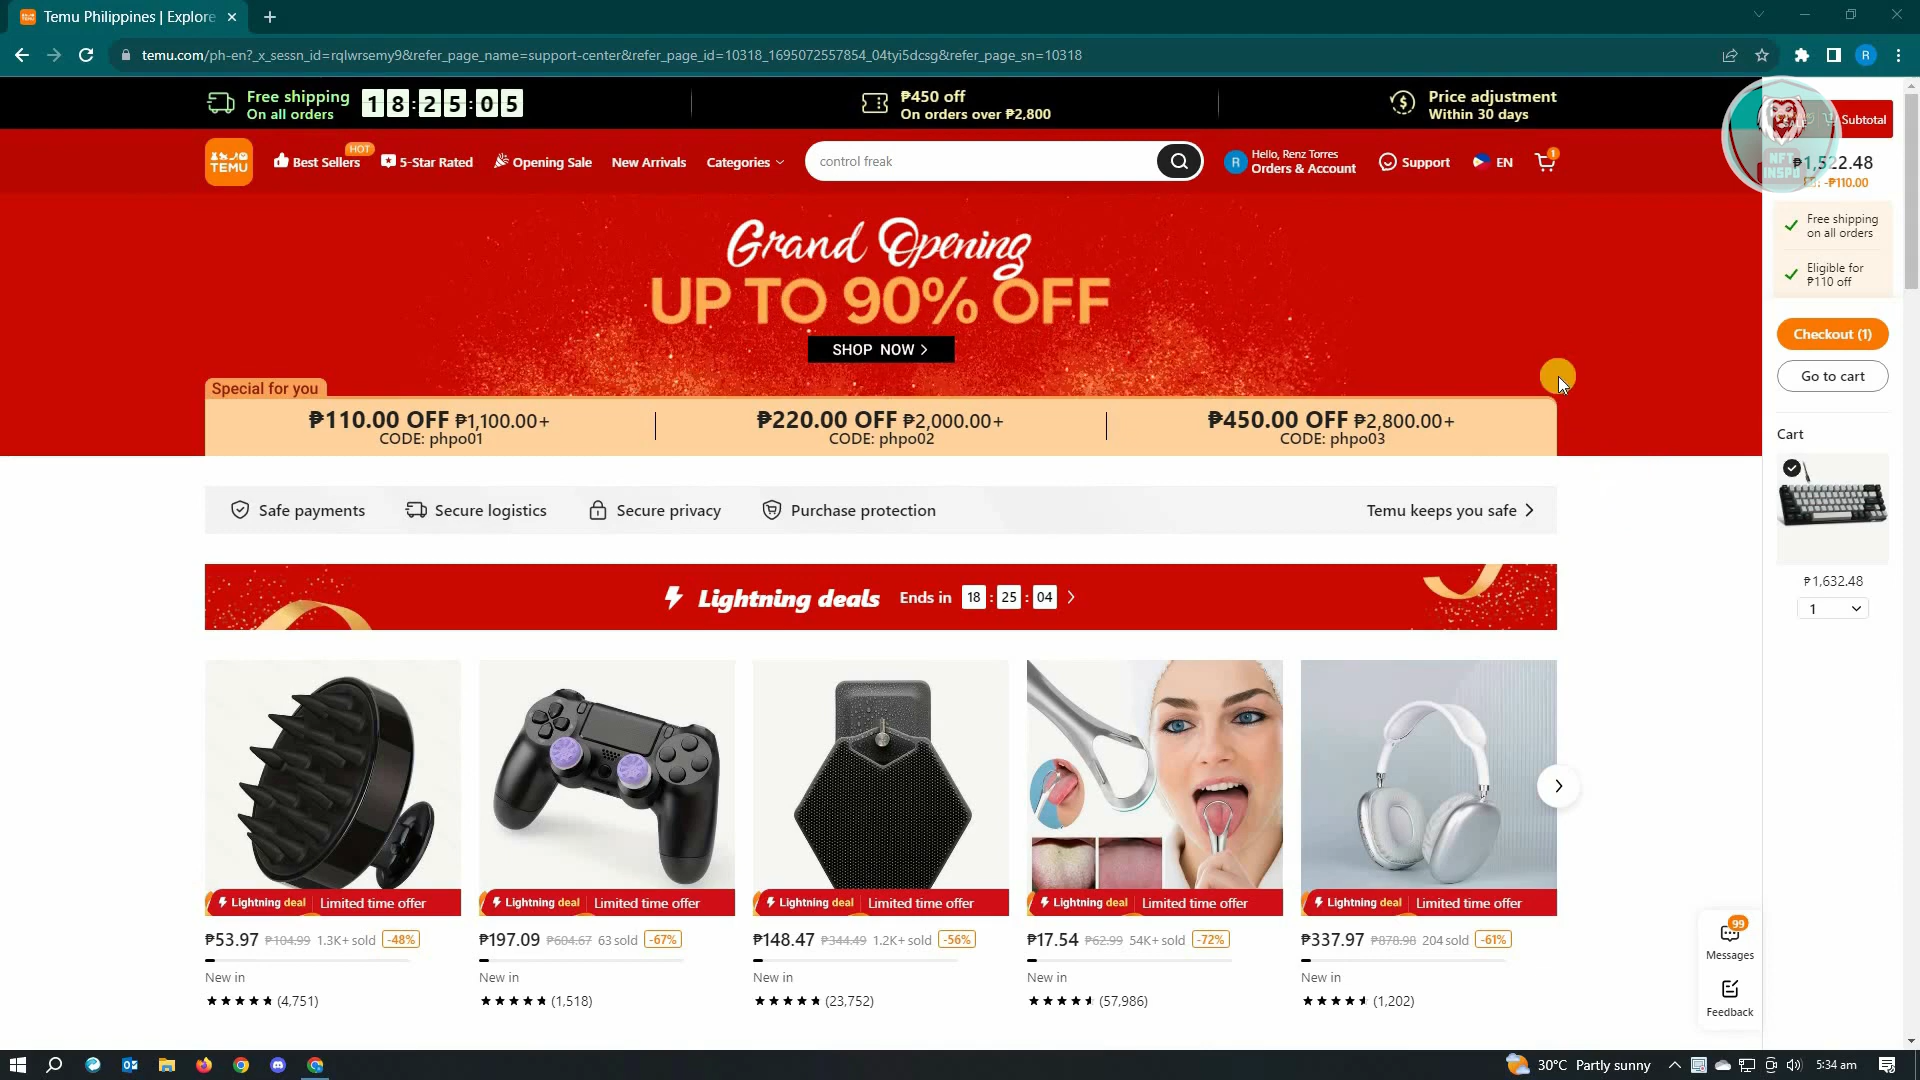 Temu Philippines | Explore
temu.com/ph-en?_x_sessn_id=rqlwrsemy9&refer_page_name=support-center&refer_page_id=10318_1695072557854_04tyi5dcsg&refer_page_sn=10318
R
Free shipping
On all orders
18:25:05
₱450 off
On orders over ₱2,800
Price adjustment
Within 30 days
TEMU
Best Sellers
HOT
5-Star Rated
Opening Sale
New Arrivals
Categories
control freak
R
Hello, Renz Torres
Orders & Account
Support
EN
1
Grand Opening
UP TO 90% OFF
SHOP NOW >
Special for you
₱110.00 OFF ₱1,100.00+
CODE: phpo01
₱220.00 OFF ₱2,000.00+
CODE: phpo02
₱450.00 OFF ₱2,800.00+
CODE: phpo03
Safe payments
Secure logistics
Secure privacy
Purchase protection
Temu keeps you safe >
Lightning deals Ends in 18 : 25 : 04 >
Lightning deal Limited time offer
Lightning deal Limited time offer
Lightning deal Limited time offer
Lightning deal Limited time offer
Lightning deal Limited time offer
₱53.97 ₱104.99 1.3K+ sold -48%
New in
(4,751)
₱197.09 ₱604.67 63 sold -67%
New in
(1,518)
₱148.47 ₱344.49 1.2K+ sold -56%
New in
(23,752)
₱17.54 ₱62.99 54K+ sold -72%
New in
(57,986)
₱337.97 ₱878.98 204 sold -61%
New in
(1,202)
Subtotal
NFT
INSPO
₱1,522.48
-₱110.00
Free shipping
on all orders
Eligible for
₱110 off
Checkout (1)
Go to cart
Cart
₱1,632.48
1
99
Messages
Feedback
30°C Partly sunny
5:34 am